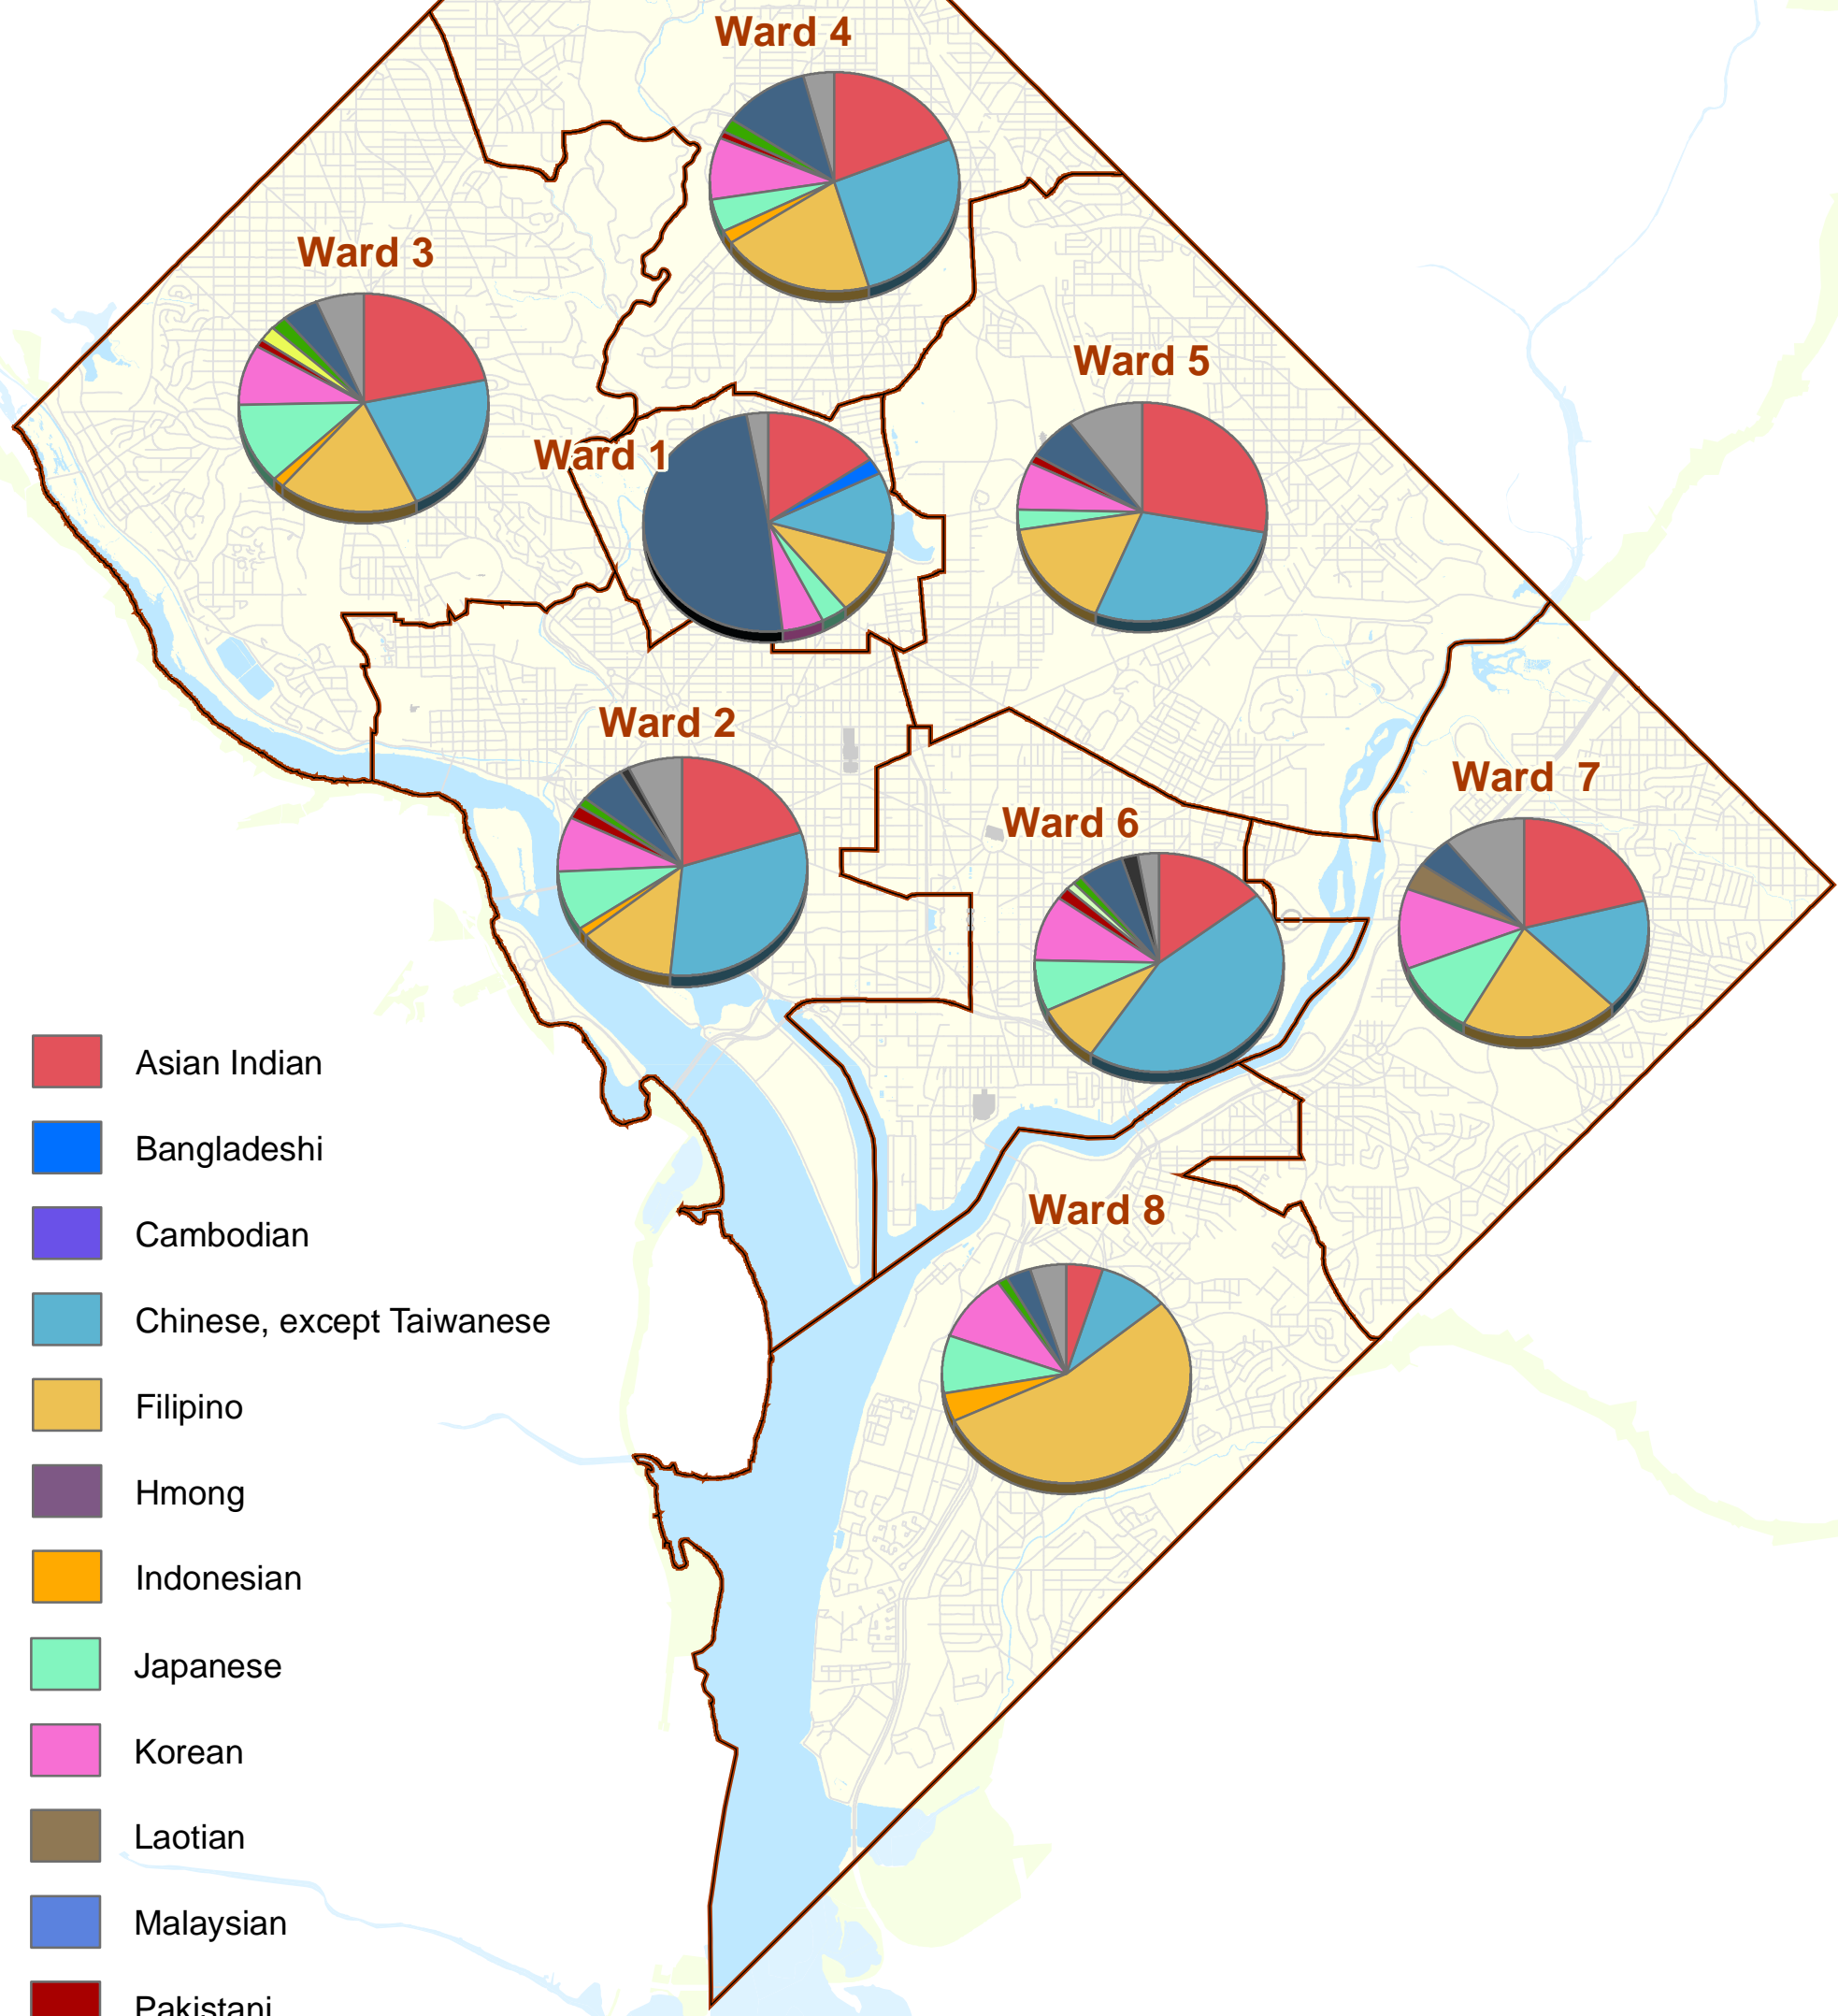 Ward 4
Ward 3
Ward 5
Ward 1
Ward 2
Ward 7
Ward 6
Ward 8
Asian Indian
Bangladeshi
Cambodian
Chinese, except Taiwanese
Filipino
Hmong
Indonesian
Japanese
Korean
Laotian
Malaysian
Pakistani